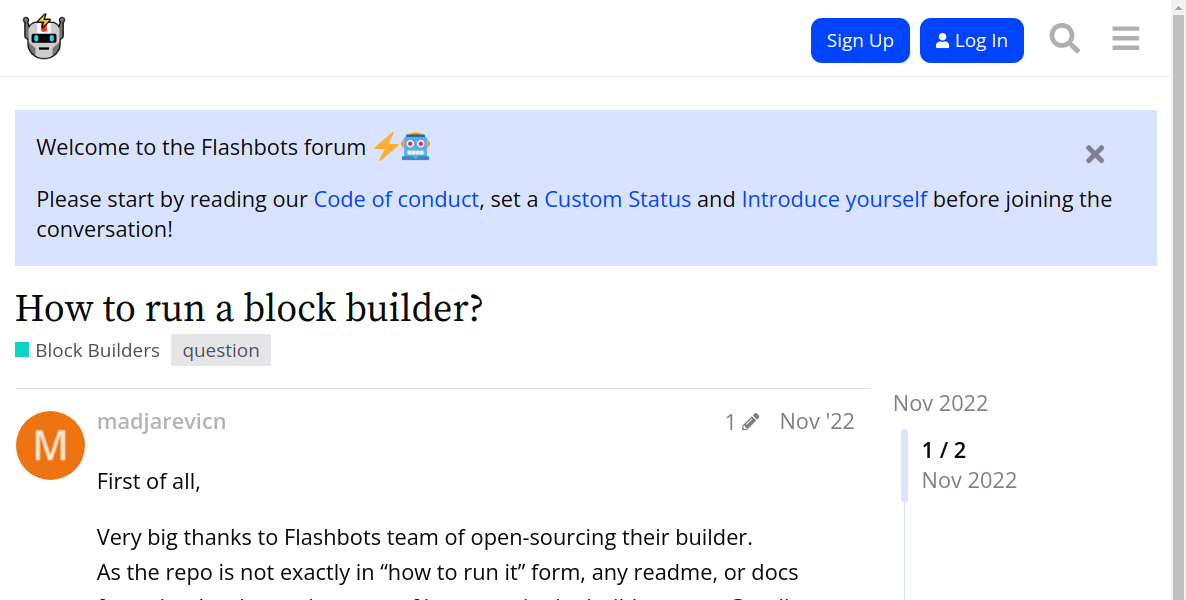 Sign Up
Log In
Welcome to the Flashbots forum
Please start by reading our Code of conduct, set a Custom Status and Introduce yourself before joining the
conversation!
How to run a block builder?
Block Builders question
Nov 2022
M
madjarevicn 1 Nov '22
1 / 2
Nov 2022
First of all,
Very big thanks to Flashbots team of open-sourcing their builder.
As the repo is not exactly in “how to run it” form, any readme, or docs